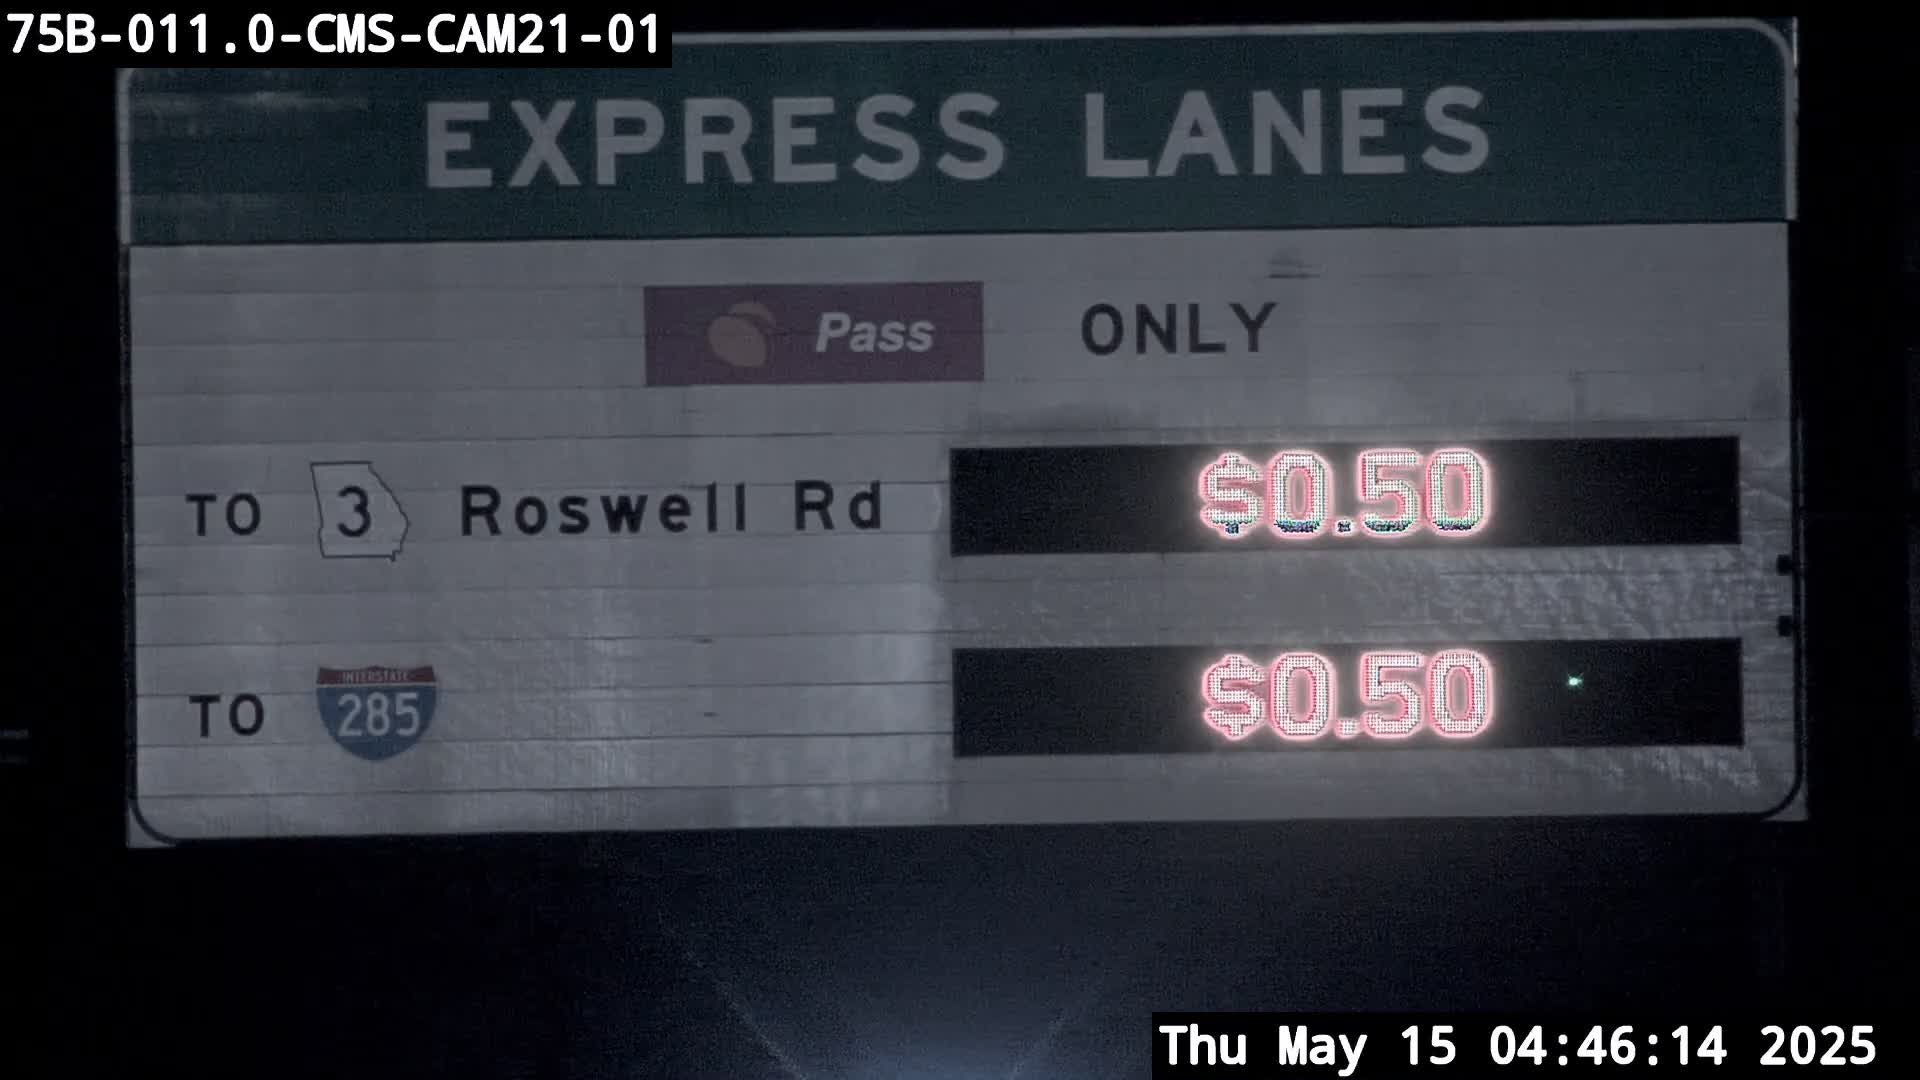 75B-011.0-CMS-CAM21-01
EXPRESS LANES
Pass ONLY
TO 3 Roswell Rd $0.50
INTERSTATE
TO 285 $0.50
Thu May 15 04:46:14 2025